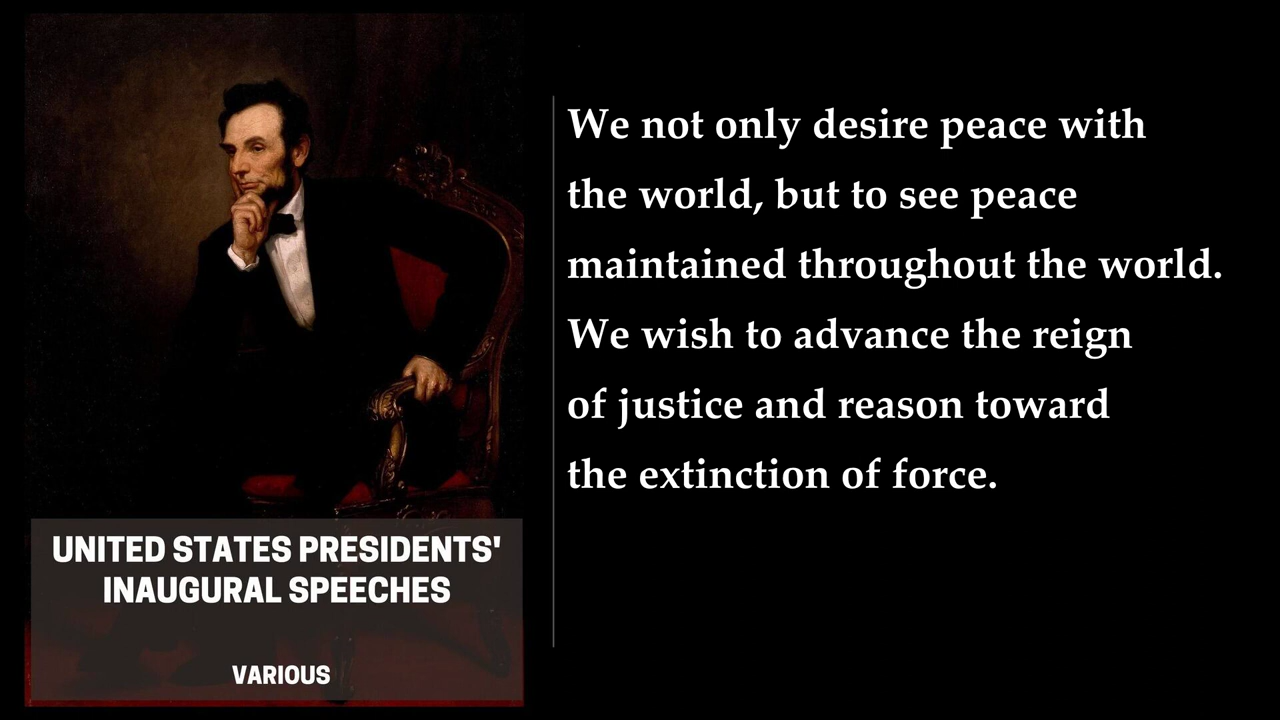 We not only desire peace with
the world, but to see peace
maintained throughout the world.
We wish to advance the reign
of justice and reason toward
the extinction of force.
UNITED STATES PRESIDENTS'
INAUGURAL SPEECHES
VARIOUS